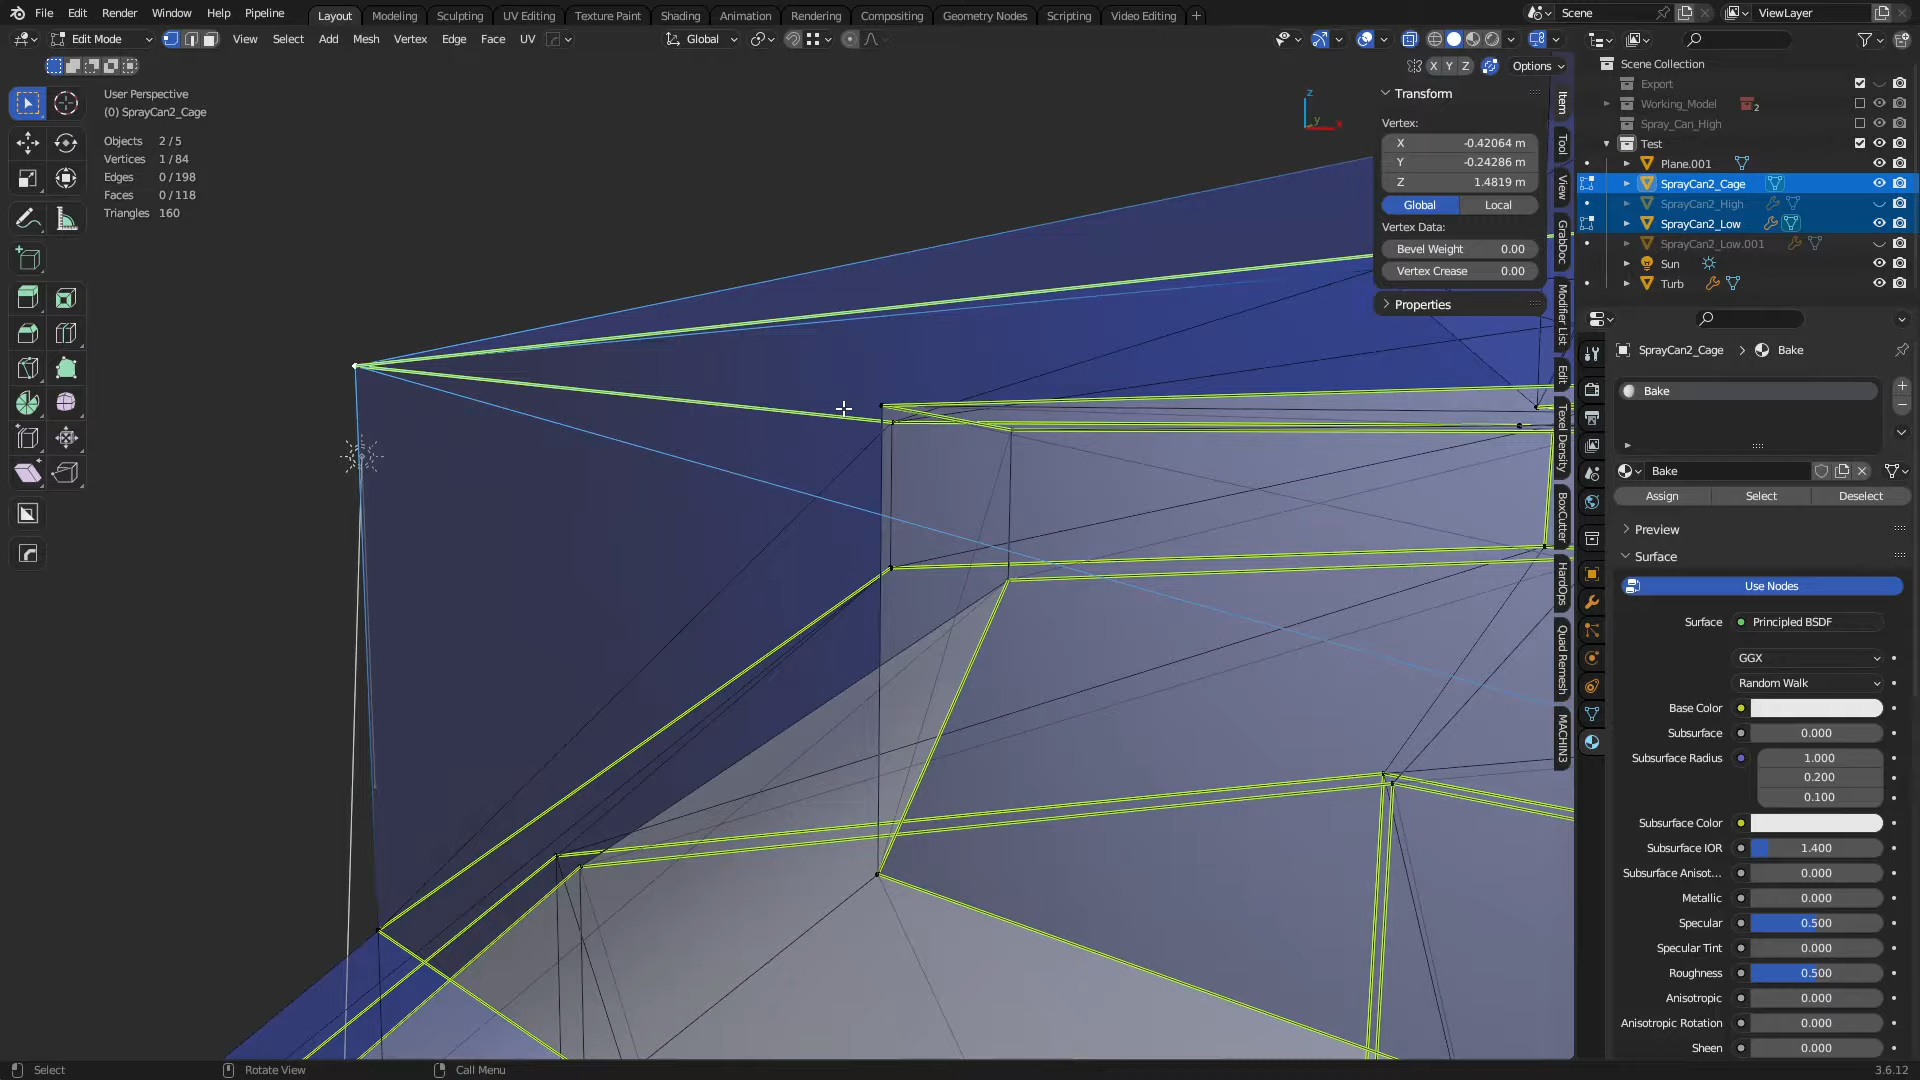 File Edit Render Window Help Pipeline Layout Modeling Sculpting UV Editing Texture Paint Shading Animation Rendering Compositing Geometry Nodes Scripting Video Editing + Scene ViewLayer
Edit Mode View Select Add Mesh Vertex Edge Face UV Global
X Y Z Options
User Perspective
(0) SprayCan2_Cage
Objects 2/5
Vertices 1/84
Edges 0/198
Faces 0/118
Triangles 160
z
y
Transform
Vertex:
X -0.42064 m
Y -0.24286 m
Z 1.4819 m
Global Local
Vertex Data:
Bevel Weight 0.00
Vertex Crease 0.00
Properties
Item
Tool
View
GrabDoc
Modifier List
Edit
Texel Density
BoxCutter
HardOps
Quad Remesh
MACHIN3
Scene Collection
Export
Working_Model 2
Spray_Can_High
Test
Plane.001
SprayCan2_Cage
SprayCan2_High
SprayCan2_Low
SprayCan2_Low.001
Sun
Turb
SprayCan2_Cage Bake
Bake
Bake
Assign Select Deselect
Preview
Surface
Use Nodes
Surface Principled BSDF
GGX
Random Walk
Base Color
Subsurface 0.000
Subsurface Radius 1.000
0.200
0.100
Subsurface Color
Subsurface IOR 1.400
Subsurface Anisot... 0.000
Metallic 0.000
Specular 0.500
Specular Tint 0.000
Roughness 0.500
Anisotropic 0.000
Anisotropic Rotation 0.000
Sheen 0.000
Select Rotate View Call Menu 3.6.12